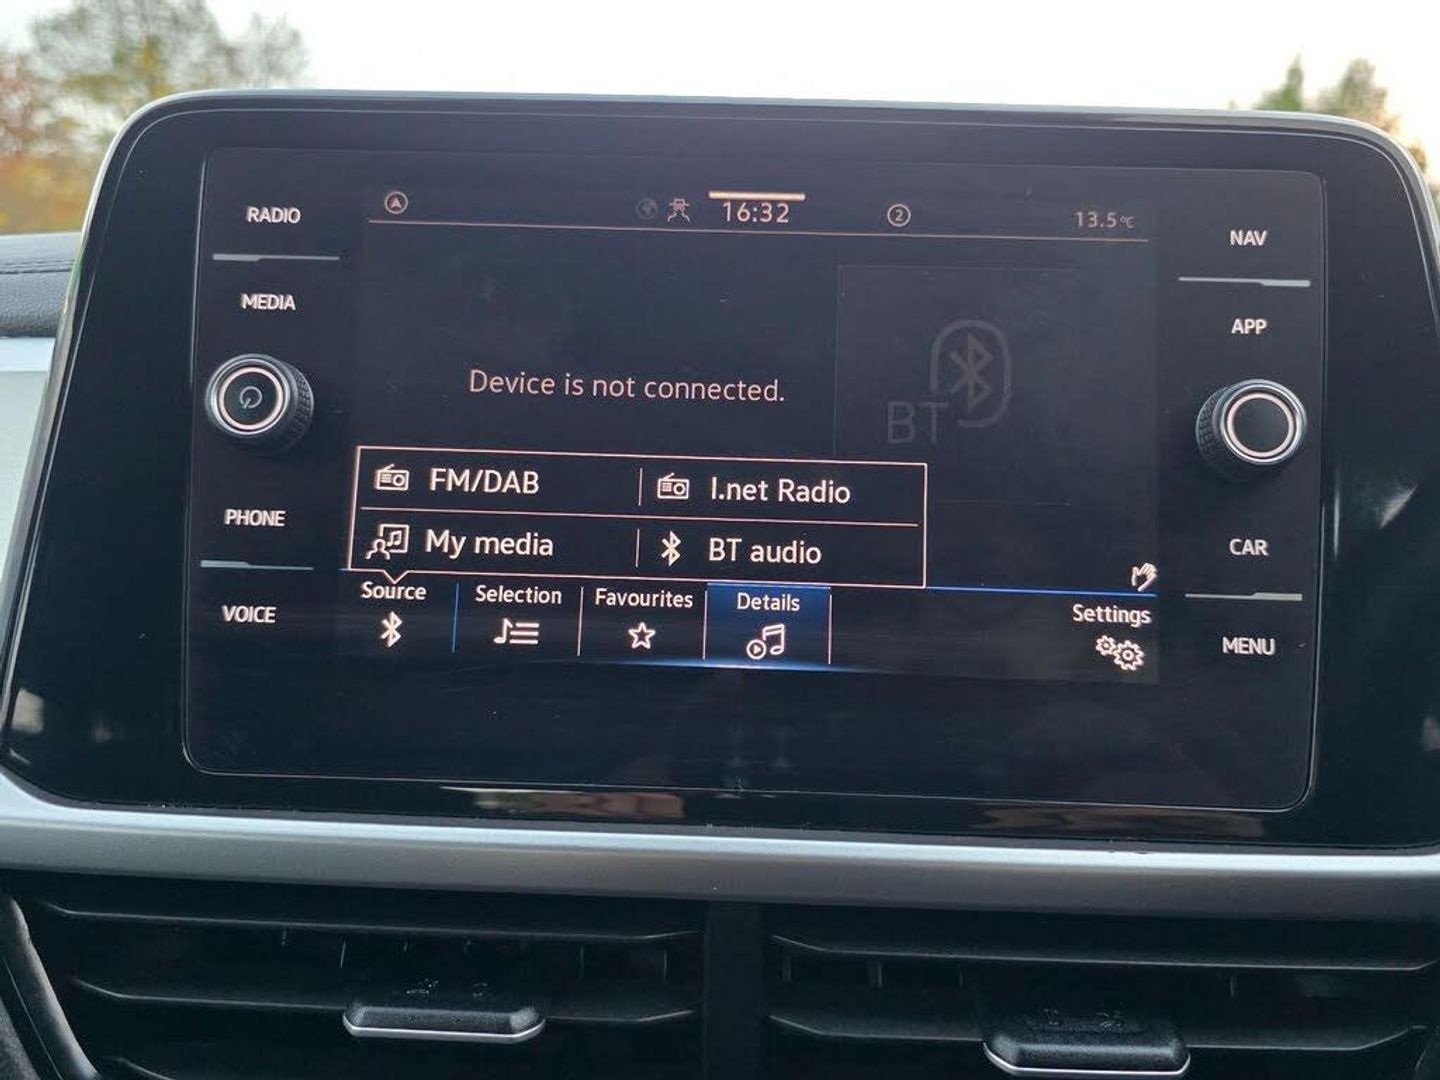 16:32
2
13.5°C
RADIO
MEDIA
PHONE
VOICE
Device is not connected.
BT
FM/DAB
I.net Radio
My media
BT audio
Source
Selection
Favourites
Details
Settings
NAV
APP
CAR
MENU